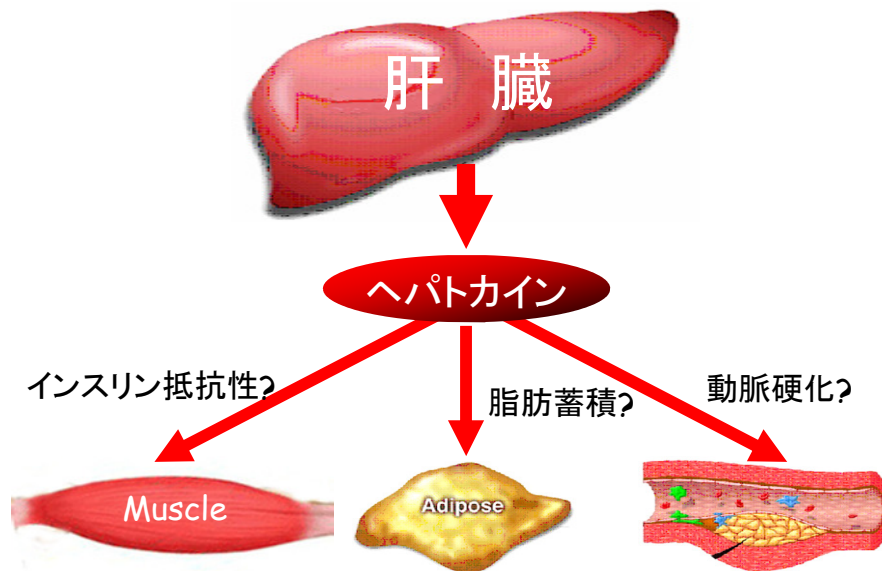 肝 臓
ヘパトカイン
インスリン抵抗性?
脂肪蓄積?
動脈硬化?
Muscle
Adipose